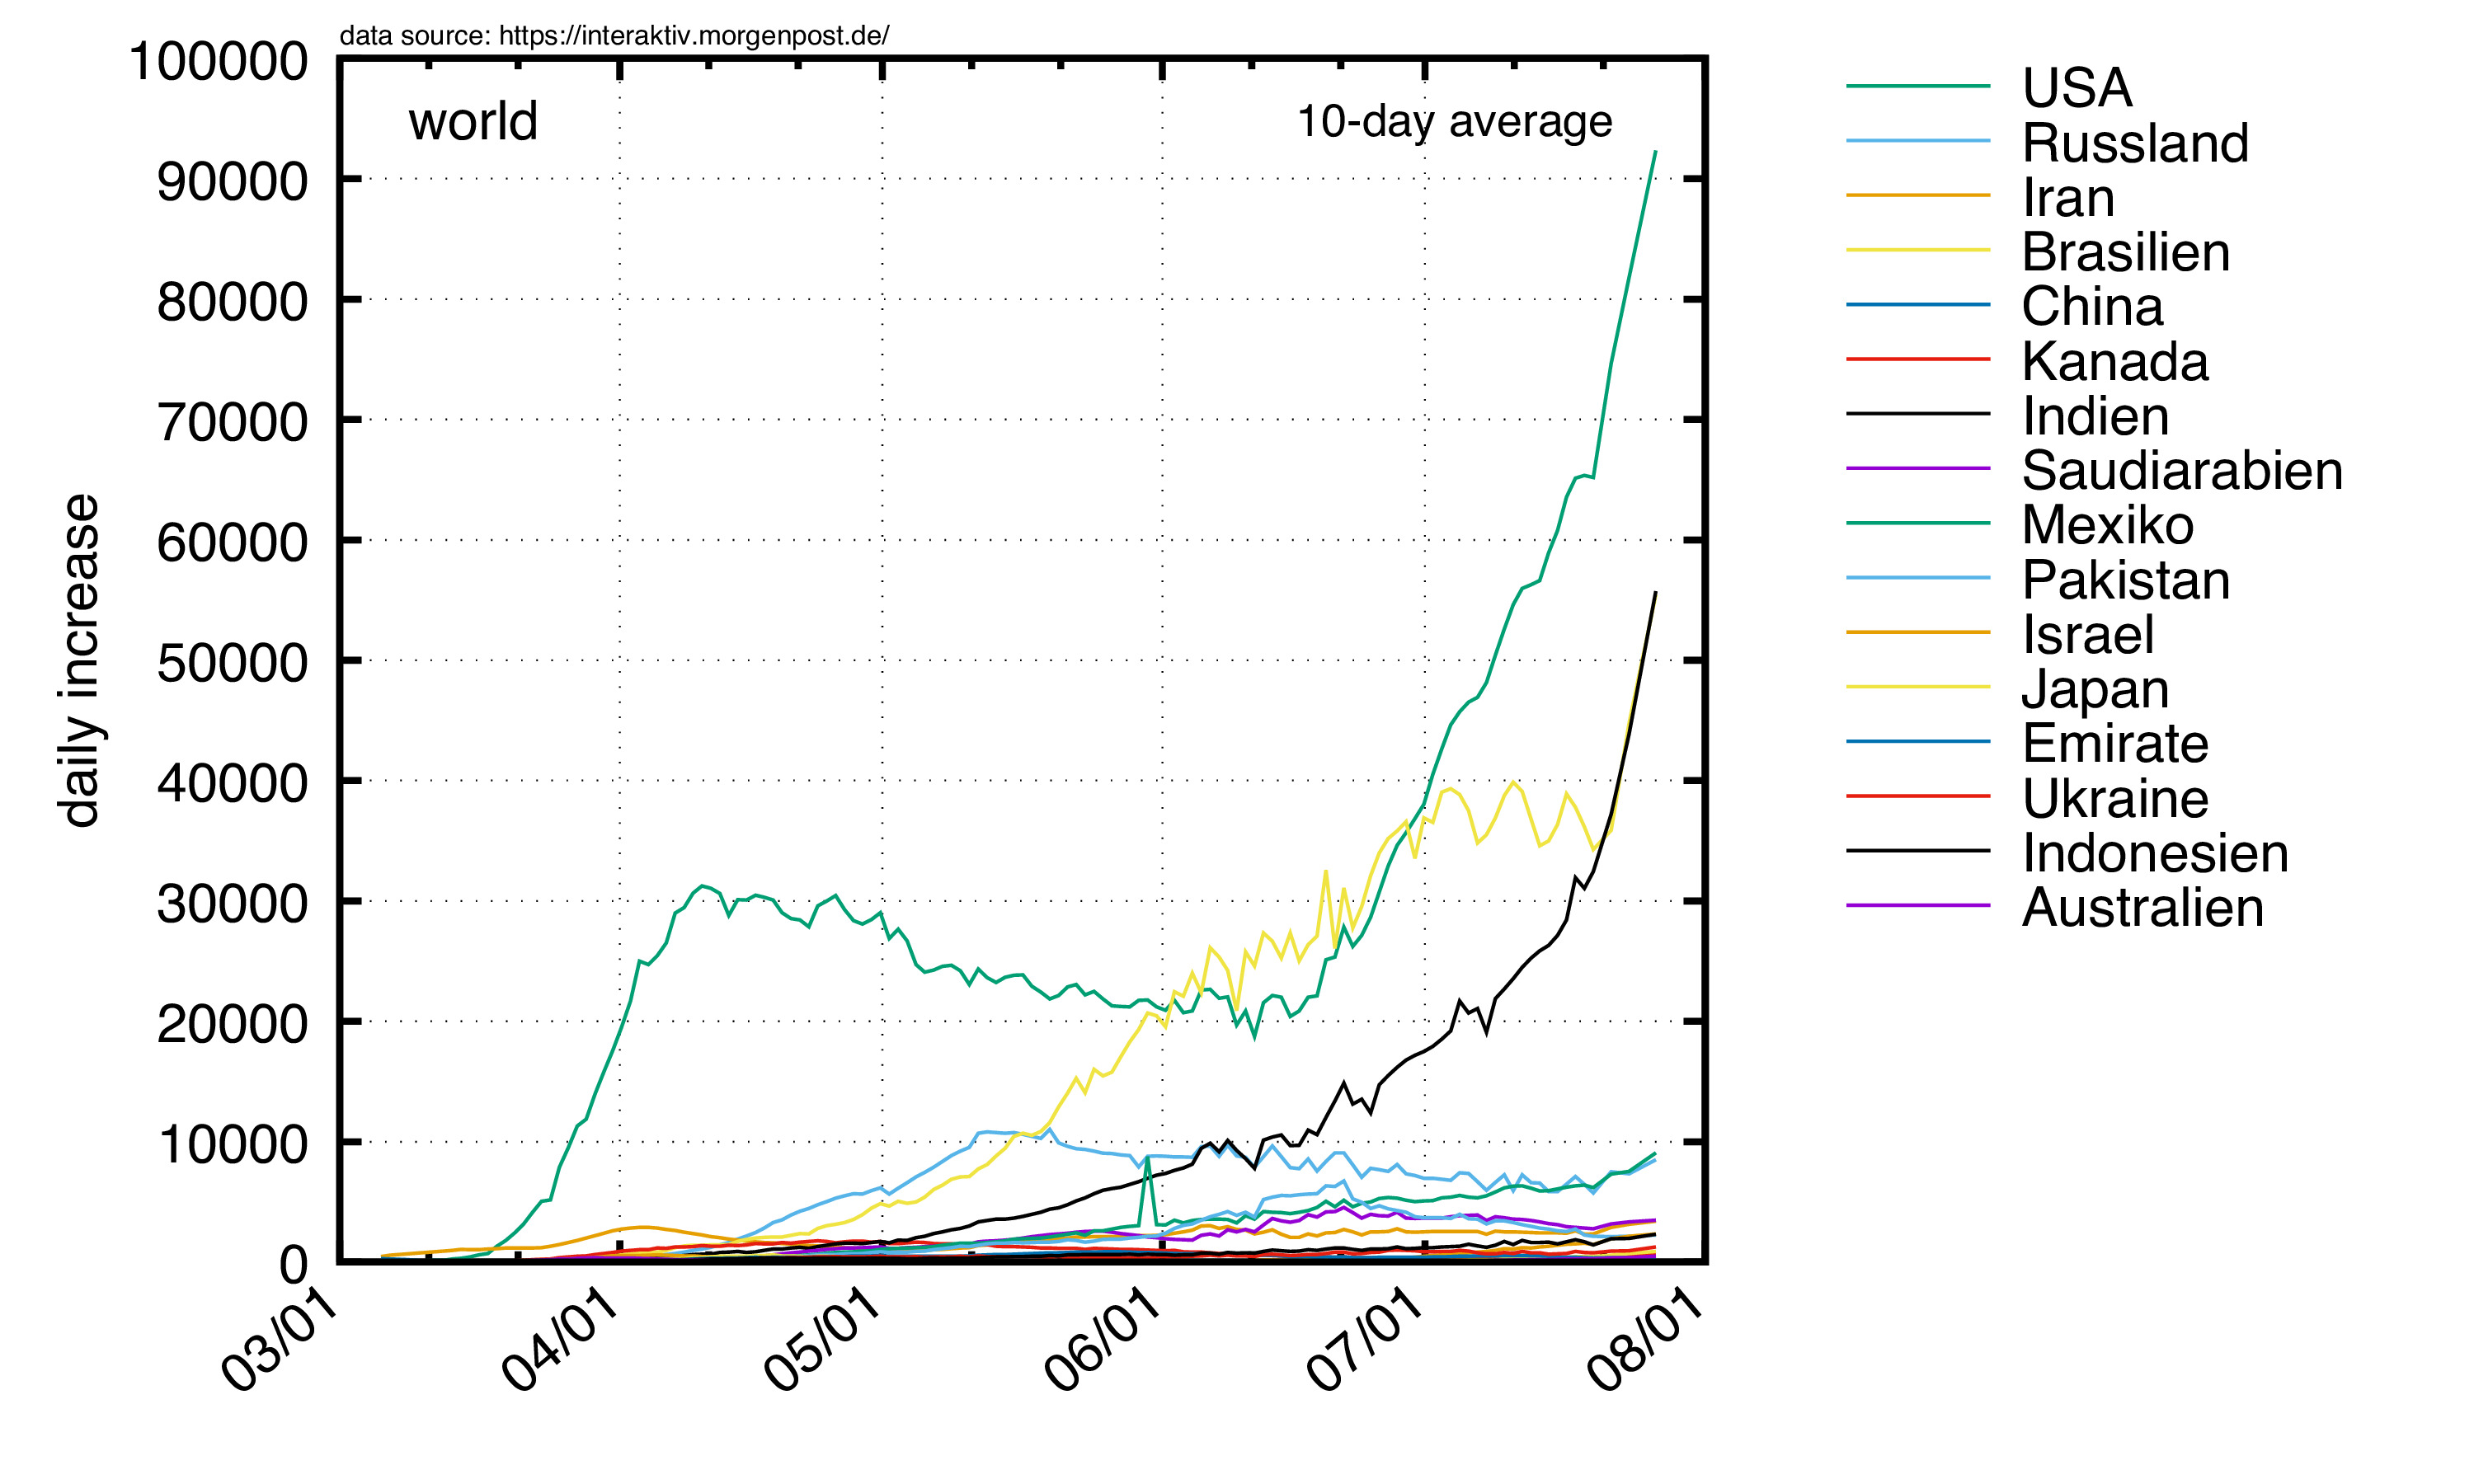 data source: https://interaktiv.morgenpost.de/
100000
90000
80000
70000
60000
50000
40000
30000
20000
10000
0
daily increase
world
10-day average
03/01
04/01
05/01
06/01
07/01
08/01
USA
Russland
Iran
Brasilien
China
Kanada
Indien
Saudiarabien
Mexiko
Pakistan
Israel
Japan
Emirate
Ukraine
Indonesien
Australien